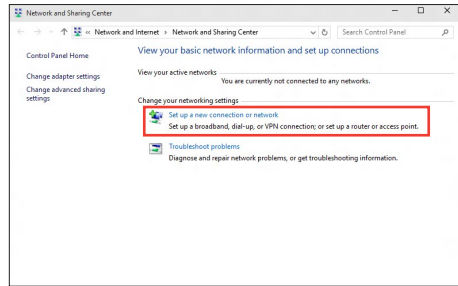 Network and Sharing Center
« Network and Internet > Network and Sharing Center
Search Control Panel
Control Panel Home
Change adapter settings
Change advanced sharing
settings
View your basic network information and set up connections
View your active networks
You are currently not connected to any networks.
Change your networking settings
Set up a new connection or network
Set up a broadband, dial-up, or VPN connection; or set up a router or access point.
Troubleshoot problems
Diagnose and repair network problems, or get troubleshooting information.